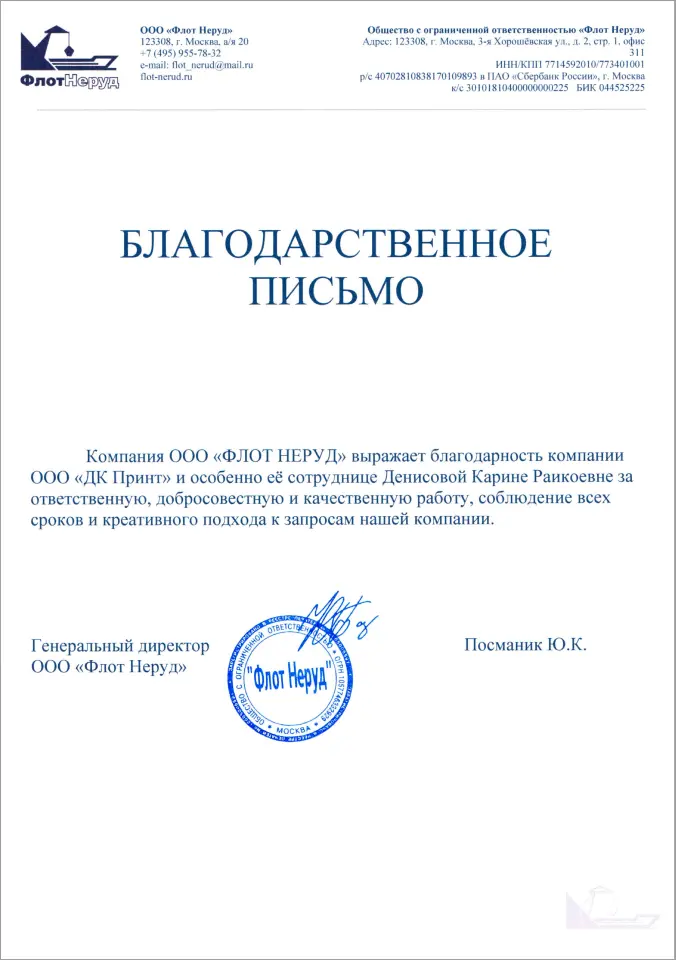 ФлотНеруд
ООО «Флот Неруд»
123308, г. Москва, а/я 20
+7 (495) 955-78-32
e-mail: flot_nerud@mail.ru
flot-nerud.ru
Общество с ограниченной ответственностью «Флот Неруд»
Адрес: 123308, г. Москва, 3-я Хорошёвская ул., д. 2, стр. 1, офис
311
ИНН/КПП 7714592010/773401001
р/с 40702810838170109893 в ПАО «Сбербанк России», г. Москва
к/с 30101810400000000225 БИК 044525225
БЛАГОДАРСТВЕННОЕ
ПИСЬМО
Компания ООО «ФЛОТ НЕРУД» выражает благодарность компании
ООО «ДК Принт» и особенно её сотруднице Денисовой Карине Раиковне за
ответственную, добросовестную и качественную работу, соблюдение всех
сроков и креативного подхода к запросам нашей компании.
Генеральный директор
ООО «Флот Неруд»
Посманик Ю.К.
ОБЩЕСТВО С ОГРАНИЧЕННОЙ ОТВЕТСТВЕННОСТЬЮ
"Флот Неруд"
МОСКВА